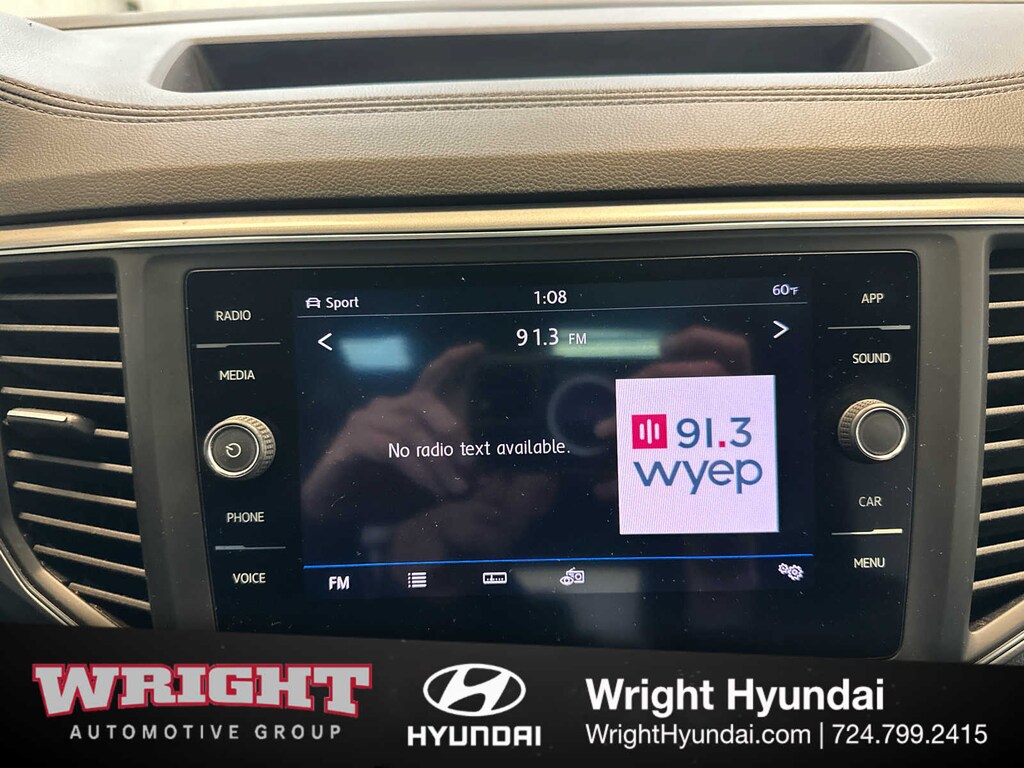 RADIO
MEDIA
PHONE
VOICE
Sport
1:08
60°F
91.3 FM
No radio text available.
91.3
wyep
FM
APP
SOUND
CAR
MENU
WRIGHT
AUTOMOTIVE GROUP
HYUNDAI
Wright Hyundai
WrightHyundai.com | 724.799.2415